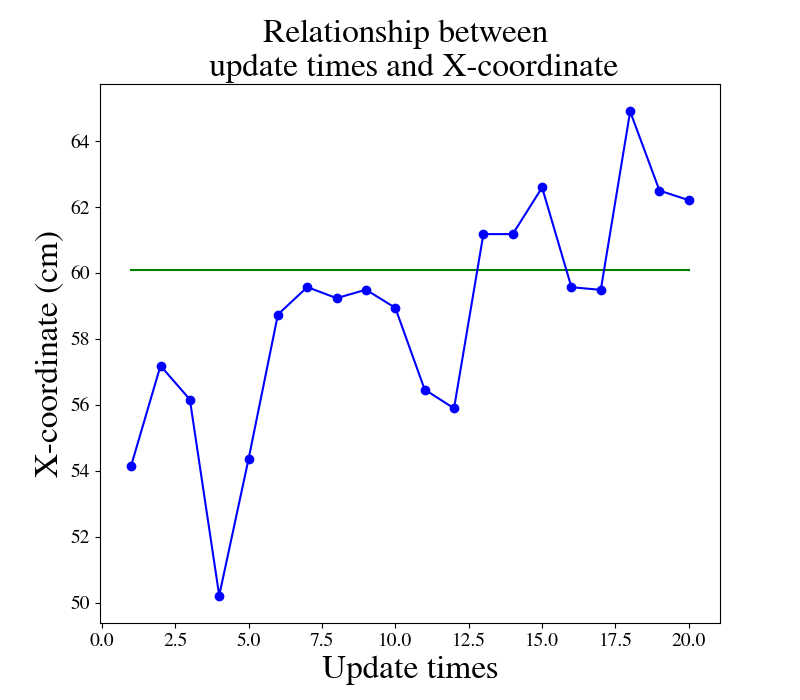 Relationship between
update times and X-coordinate
X-coordinate (cm)
64
62
60
58
56
54
52
50
0.0 2.5 5.0 7.5 10.0 12.5 15.0 17.5 20.0
Update times